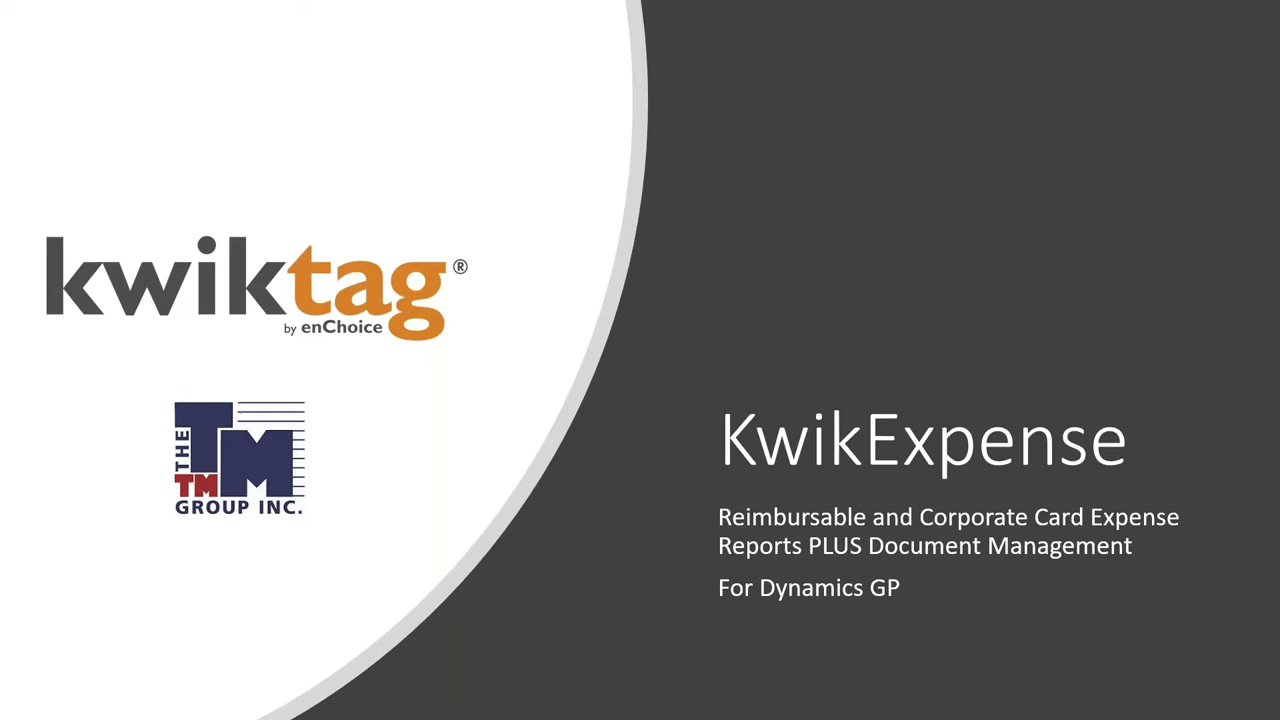 kwiktag®
by enChoice
THE TM
TM
GROUP INC.
KwikExpense
Reimbursable and Corporate Card Expense
Reports PLUS Document Management
For Dynamics GP